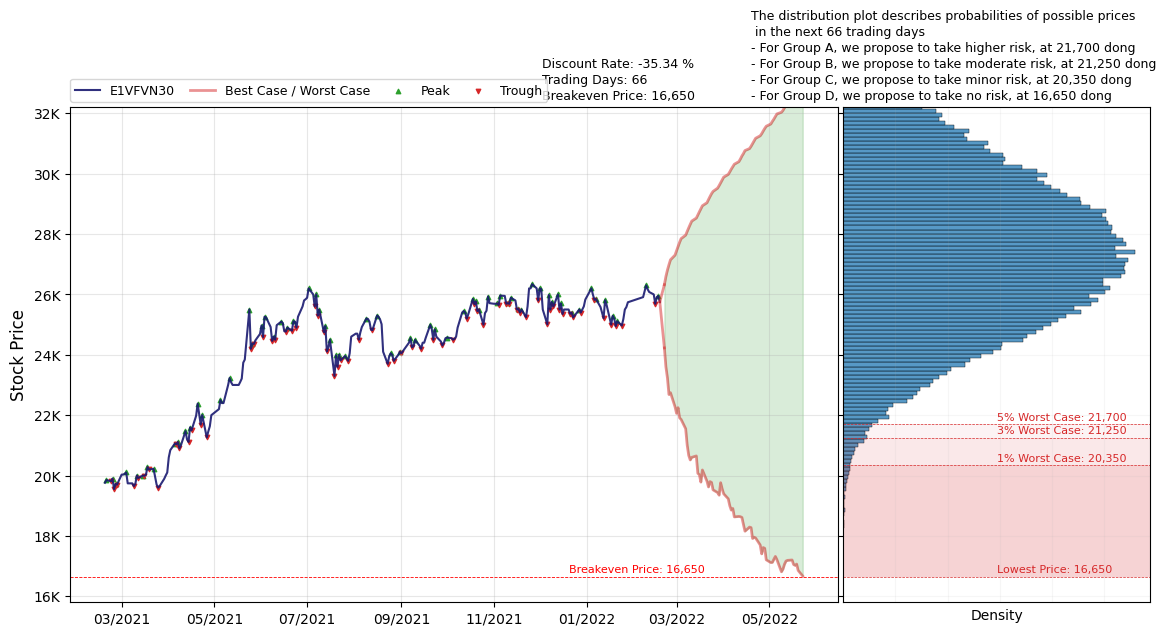 The distribution plot describes probabilities of possible prices
in the next 66 trading days
- For Group A, we propose to take higher risk, at 21,700 dong
- For Group B, we propose to take moderate risk, at 21,250 dong
- For Group C, we propose to take minor risk, at 20,350 dong
- For Group D, we propose to take no risk, at 16,650 dong
Discount Rate: -35.34 %
Trading Days: 66
Breakeven Price: 16,650
E1VFVN30
Best Case / Worst Case
Peak
Trough
Stock Price
32K
30K
28K
26K
24K
22K
20K
18K
16K
Breakeven Price: 16,650
03/2021
05/2021
07/2021
09/2021
11/2021
01/2022
03/2022
05/2022
5% Worst Case: 21,700
3% Worst Case: 21,250
1% Worst Case: 20,350
Lowest Price: 16,650
Density